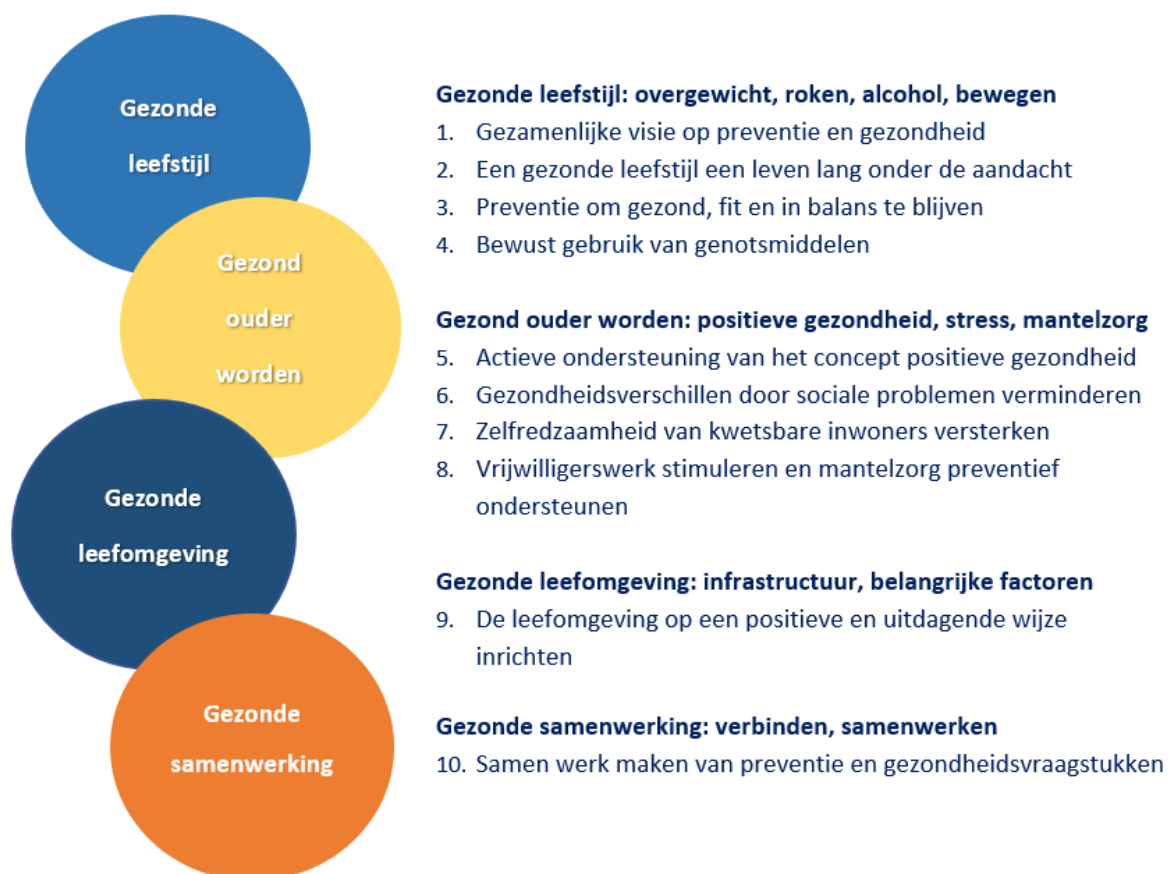 Gezonde
leefstijl
Gezond
ouder
worden
Gezonde
leefomgeving
Gezonde
samenwerking
Gezonde leefstijl: overgewicht, roken, alcohol, bewegen
1. Gezamenlijke visie op preventie en gezondheid
2. Een gezonde leefstijl een leven lang onder de aandacht
3. Preventie om gezond, fit en in balans te blijven
4. Bewust gebruik van genotsmiddelen
Gezond ouder worden: positieve gezondheid, stress, mantelzorg
5. Actieve ondersteuning van het concept positieve gezondheid
6. Gezondheidsverschillen door sociale problemen verminderen
7. Zelfredzaamheid van kwetsbare inwoners versterken
8. Vrijwilligerswerk stimuleren en mantelzorg preventief
ondersteunen
Gezonde leefomgeving: infrastructuur, belangrijke factoren
9. De leefomgeving op een positieve en uitdagende wijze
inrichten
Gezonde samenwerking: verbinden, samenwerken
10. Samen werk maken van preventie en gezondheidsvraagstukken